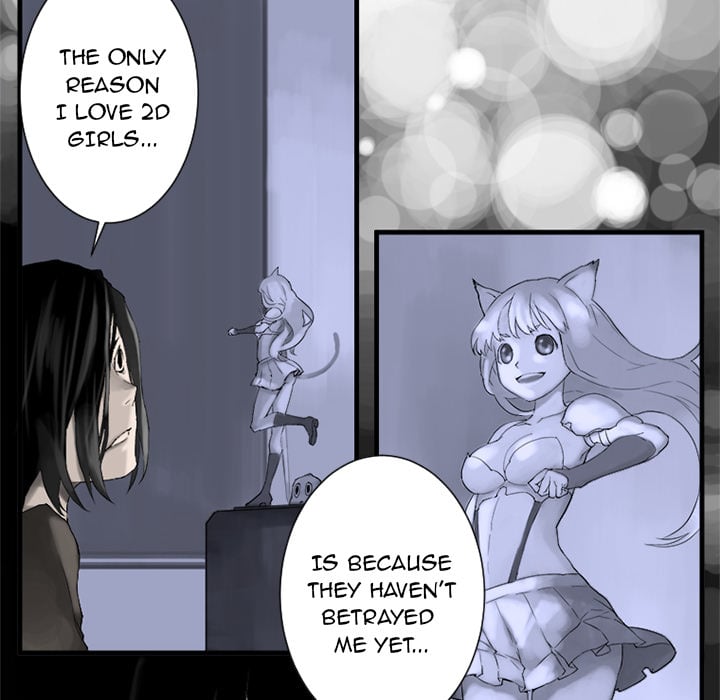 THE ONLY
REASON
I LOVE 2D
GIRLS...
IS BECAUSE
THEY HAVEN'T
BETRAYED
ME YET...